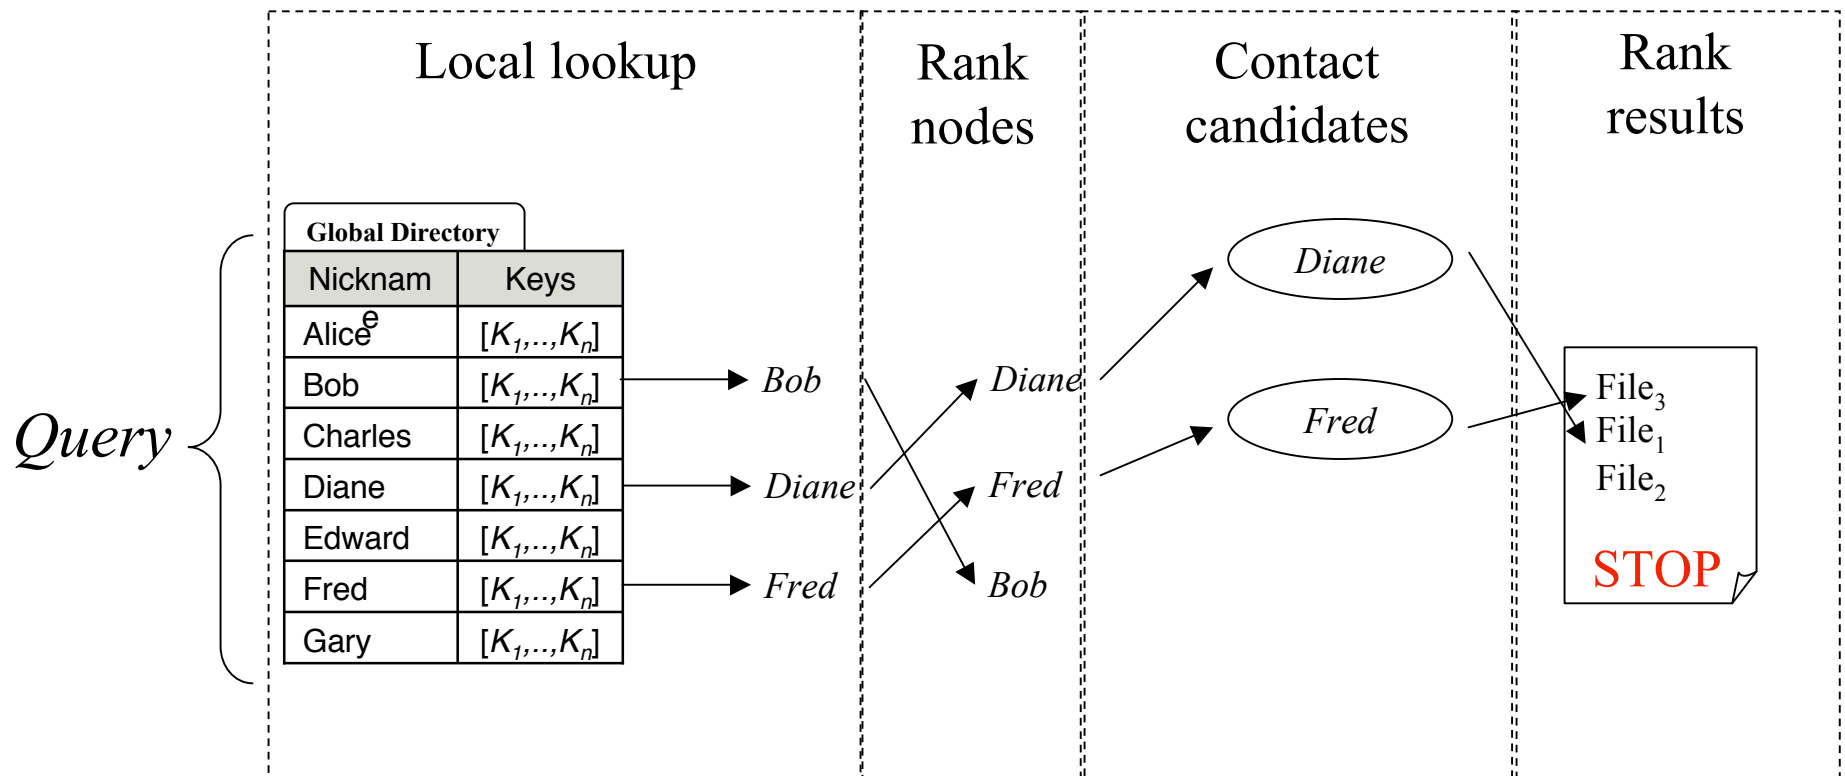 Local lookup
Rank
nodes
Contact
candidates
Rank
results
Query
Global Directory
Nicknam
e
Keys
Alice
[K1,..,Kn]
Bob
[K1,..,Kn]
Charles
[K1,..,Kn]
Diane
[K1,..,Kn]
Edward
[K1,..,Kn]
Fred
[K1,..,Kn]
Gary
[K1,..,Kn]
Bob
Diane
Fred
Diane
Fred
Bob
Diane
Fred
File3
File1
File2
STOP